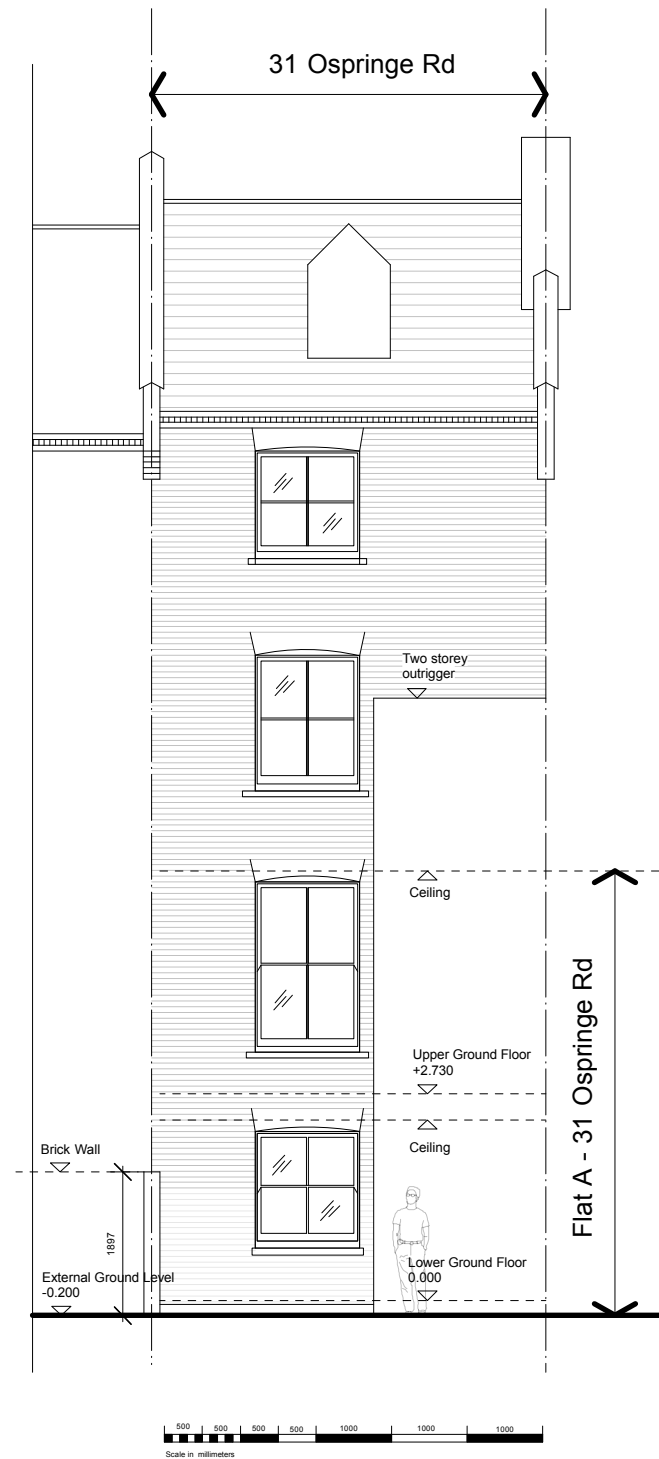 31 Ospringe Rd
Two storey
outrigger
Ceiling
Flat A - 31 Ospringe Rd
Upper Ground Floor
+2.730
Ceiling
Brick Wall
1897
External Ground Level
-0.200
Lower Ground Floor
0.000
500 500 500 500 1000 1000 1000
Scale in millimeters